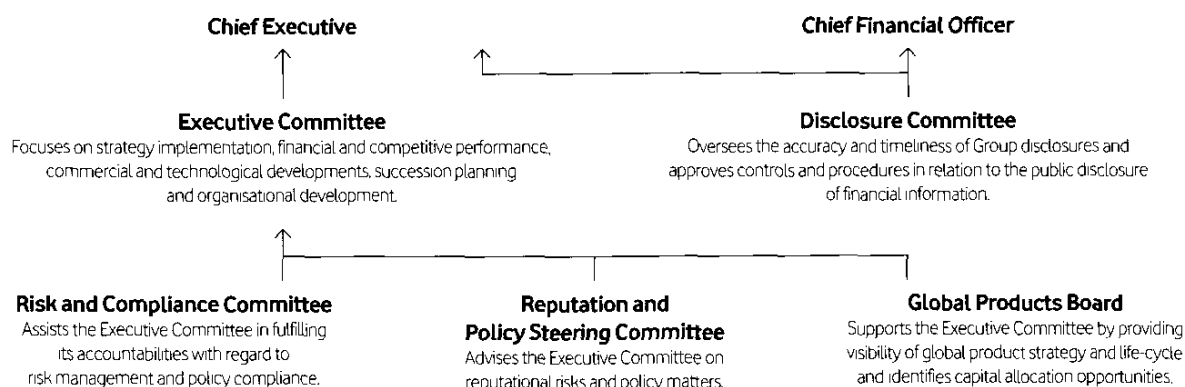 Chief Executive
Chief Financial Officer
Executive Committee
Focuses on strategy implementation, financial and competitive performance,
commercial and technological developments, succession planning
and organisational development.
Disclosure Committee
Oversees the accuracy and timeliness of Group disclosures and
approves controls and procedures in relation to the public disclosure
of financial information.
Risk and Compliance Committee
Assists the Executive Committee in fulfilling
its accountabilities with regard to
risk management and policy compliance.
Reputation and
Policy Steering Committee
Advises the Executive Committee on
reputational risks and policy matters.
Global Products Board
Supports the Executive Committee by providing
visibility of global product strategy and life-cycle
and identifies capital allocation opportunities.